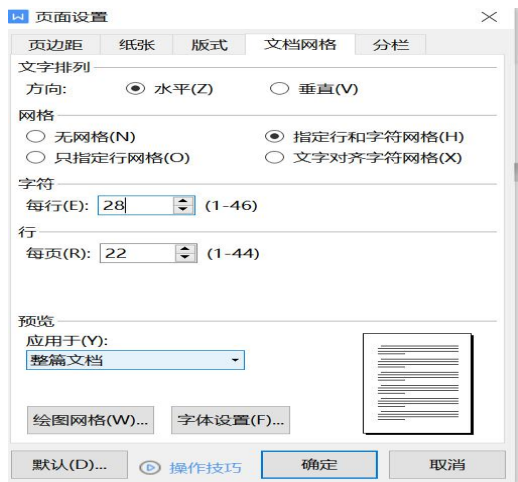 页面设置
页边距 纸张 版式 文档网格 分栏
文字排列
方向: 水平(Z) 垂直(V)
网格
无网格(N) 指定行和字符网格(H)
只指定行网格(O) 文字对齐字符网格(X)
字符
每行(E): 28 (1-46)
行
每页(R): 22 (1-44)
预览
应用于(Y):
整篇文档
绘图网格(W)... 字体设置(F)...
默认(D)... 操作技巧 确定 取消